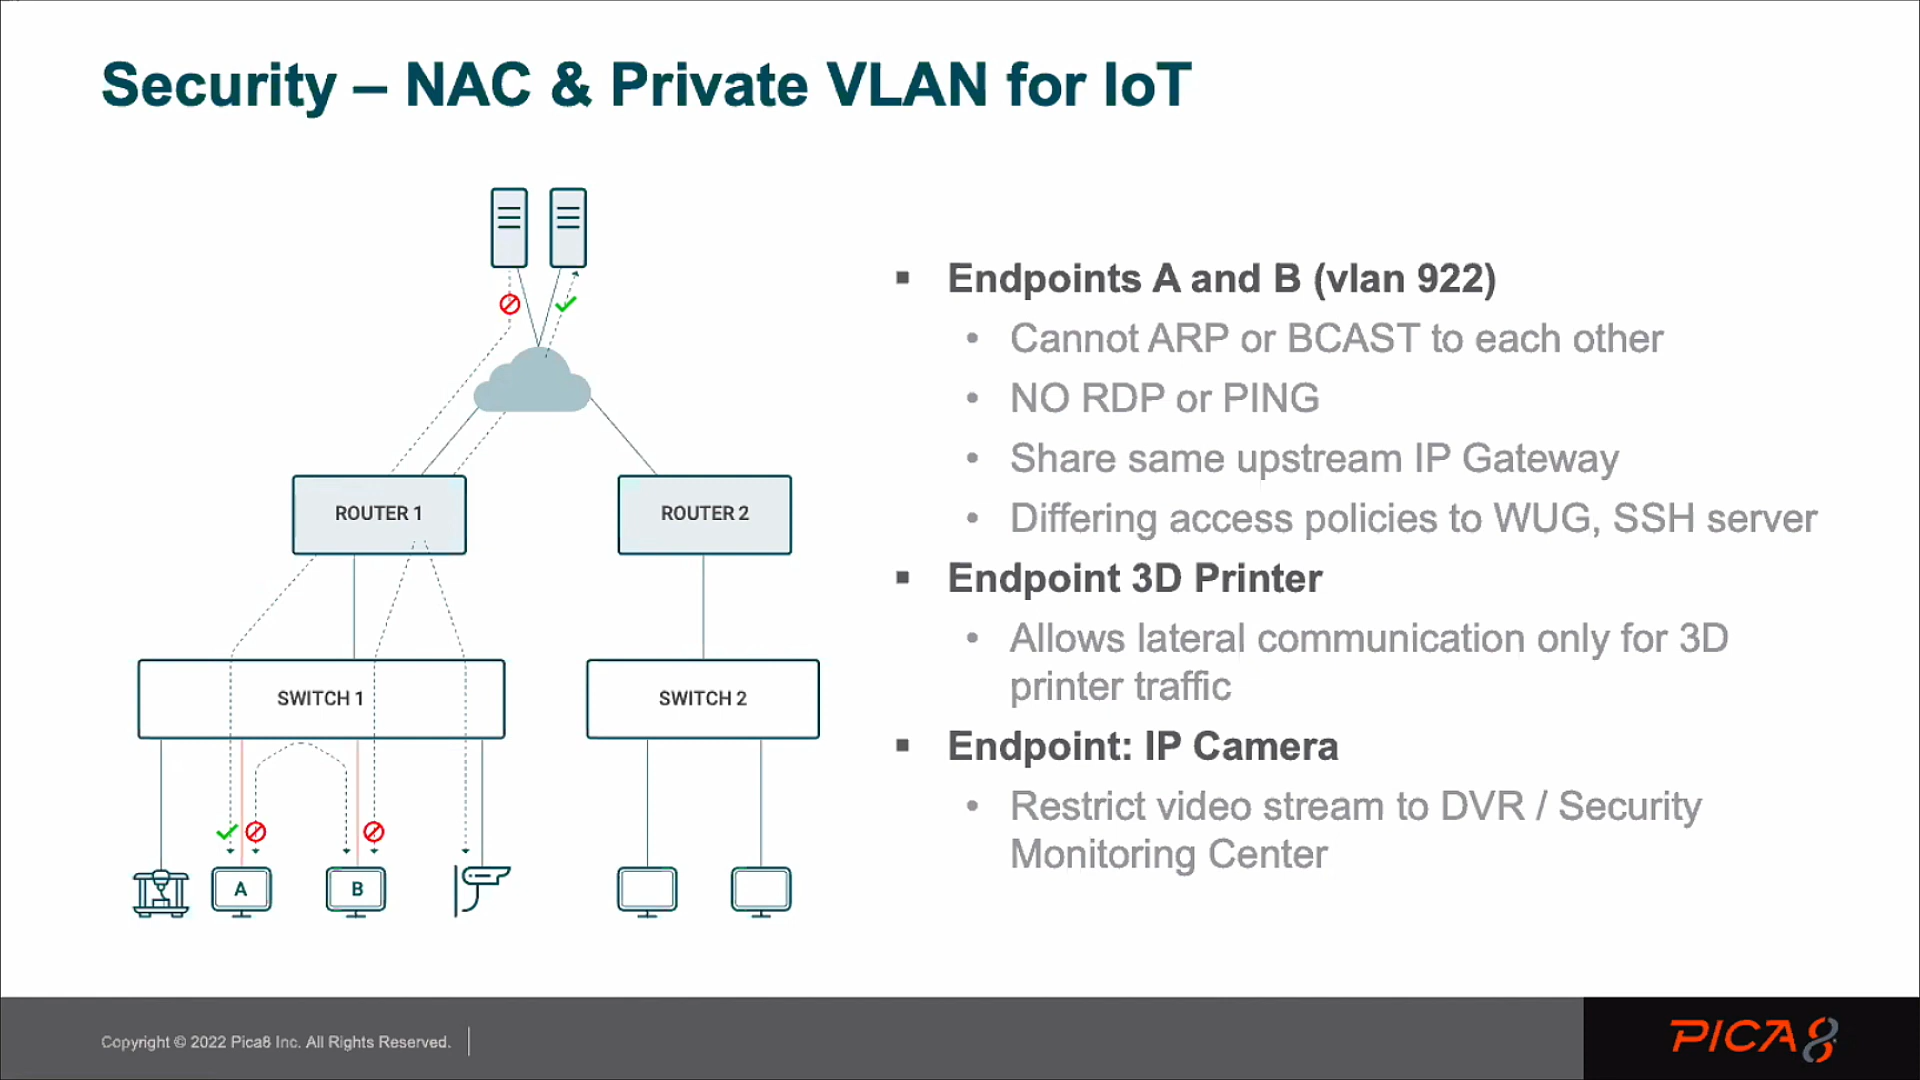 Security – NAC & Private VLAN for IoT
ROUTER 1
ROUTER 2
SWITCH 1
SWITCH 2
A
B
Endpoints A and B (vlan 922)
Cannot ARP or BCAST to each other
NO RDP or PING
Share same upstream IP Gateway
Differing access policies to WUG, SSH server
Endpoint 3D Printer
Allows lateral communication only for 3D
printer traffic
Endpoint: IP Camera
Restrict video stream to DVR / Security
Monitoring Center
Copyright © 2022 Pica8 Inc. All Rights Reserved.
PICA8